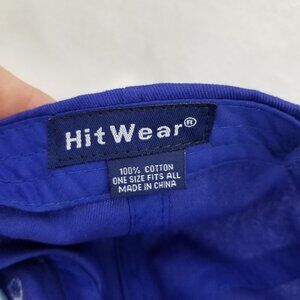 HitWear®
100% COTTON
ONE SIZE FITS ALL
MADE IN CHINA